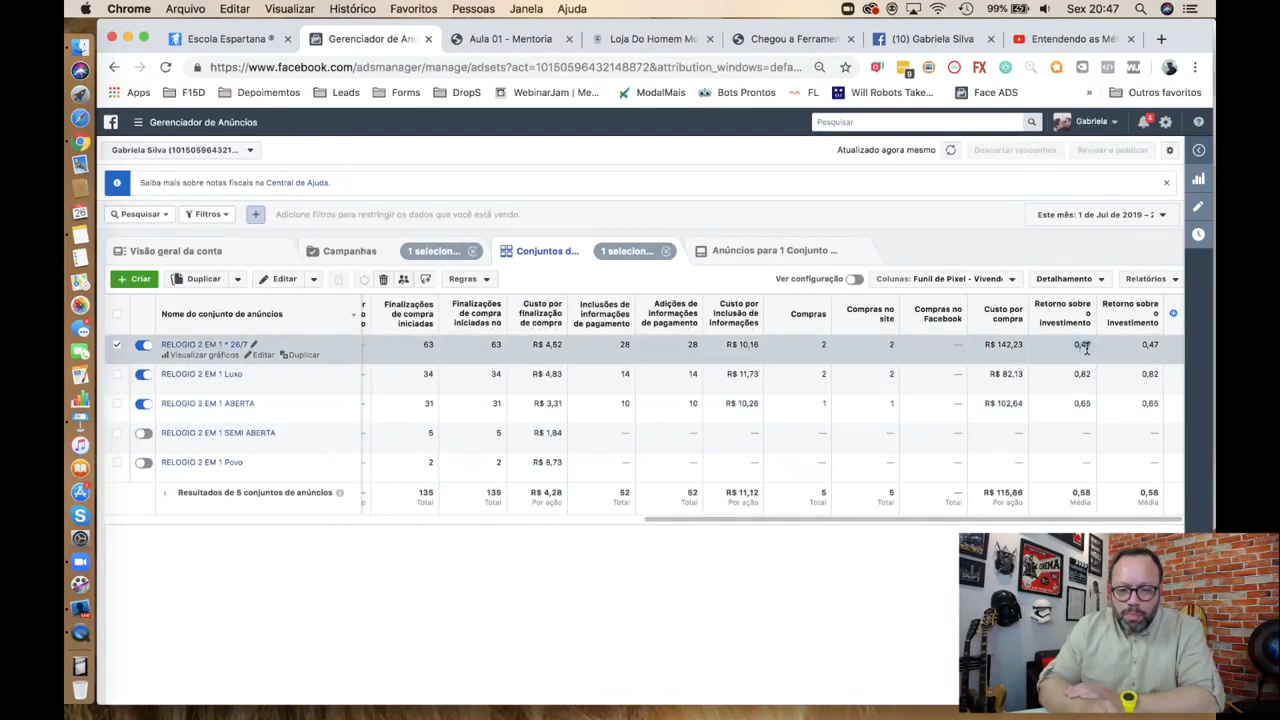 Chrome Arquivo Editar Visualizar Histórico Favoritos Pessoas Janela Ajuda 99% Sex 20:47
Escola Espartana ® Gerenciador de Anú Aula 01 - Mentoria Loja Do Homem Mo Chegou a Ferramen (10) Gabriela Silva Entendendo as Mé
https://www.facebook.com/adsmanager/manage/adsets?act=10150596432148872&attribution_windows=defa...
Apps F15D Depoimentos Leads Forms DropS WebinarJam | Me... ModalMais Bots Prontos FL Will Robots Take... Face ADS » Outros favoritos
Gerenciador de Anúncios Pesquisar Gabriela 4
Gabriela Silva (101505964321... Atualizado agora mesmo Descartar rascunhos Revisar e publicar
Saiba mais sobre notas fiscais na Central de Ajuda.
Pesquisar Filtros + Adicione filtros para restringir os dados que você está vendo. Este mês: 1 de Jul de 2019 – 2
Visão geral da conta Campanhas 1 selecion... Conjuntos d... 1 selecion... Anúncios para 1 Conjunto ...
+ Criar Duplicar Editar Regras Ver configuração Colunas: Funil de Pixel - Vivend Detalhamento Relatórios
Nome do conjunto de anúncios
Finalizações de compra iniciadas
Finalizações de compra iniciadas no
Custo por finalização de compra
Inclusões de informações de pagamento
Adições de informações de pagamento
Custo por inclusão de informações
Compras
Compras no site
Compras no Facebook
Custo por compra
Retorno sobre o investimento
Retorno sobre o investimento
RELOGIO 2 EM 1 * 26/7 63 63 R$ 4,52 28 28 R$ 10,16 2 2 — R$ 142,23 0,47 0,47
Visualizar gráficos Editar Duplicar
RELOGIO 2 EM 1 Luxo 34 34 R$ 4,83 14 14 R$ 11,73 2 2 — R$ 82,13 0,82 0,82
RELOGIO 2 EM 1 ABERTA 31 31 R$ 3,31 10 10 R$ 10,26 1 1 — R$ 102,64 0,65 0,65
RELOGIO 2 EM 1 SEMI ABERTA 5 5 R$ 1,84 — — — — — — — — —
RELOGIO 2 EM 1 Povo 2 2 R$ 8,73 — — — — — — — — —
Resultados de 5 conjuntos de anúncios 135 135 R$ 4,28 52 52 R$ 11,12 5 5 — R$ 115,66 0,58 0,58
Total Total Por ação Total Total Por ação Total Total Total Por ação Média Média
CINEMA